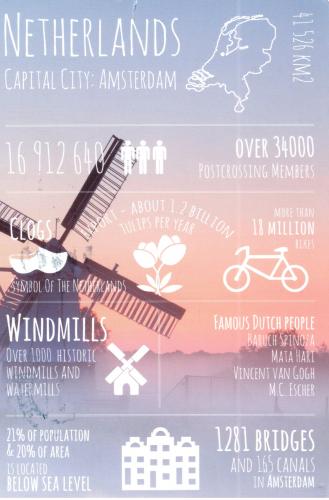 Netherlands
Capital City: Amsterdam
41 526 km2
16 912 640
over 34000
Postcrossing Members
Clogs
Symbol Of The Netherlands
Export - about 1.2 billion
tulips per year
more than
18 million
bikes
Windmills
Over 1000 historic
windmills and
watermills
Famous Dutch people
Baruch Spinoza
Mata Hari
Vincent van Gogh
M.C. Escher
21% of population
& 20% of area
is located
below sea level
1281 bridges
and 165 canals
in Amsterdam